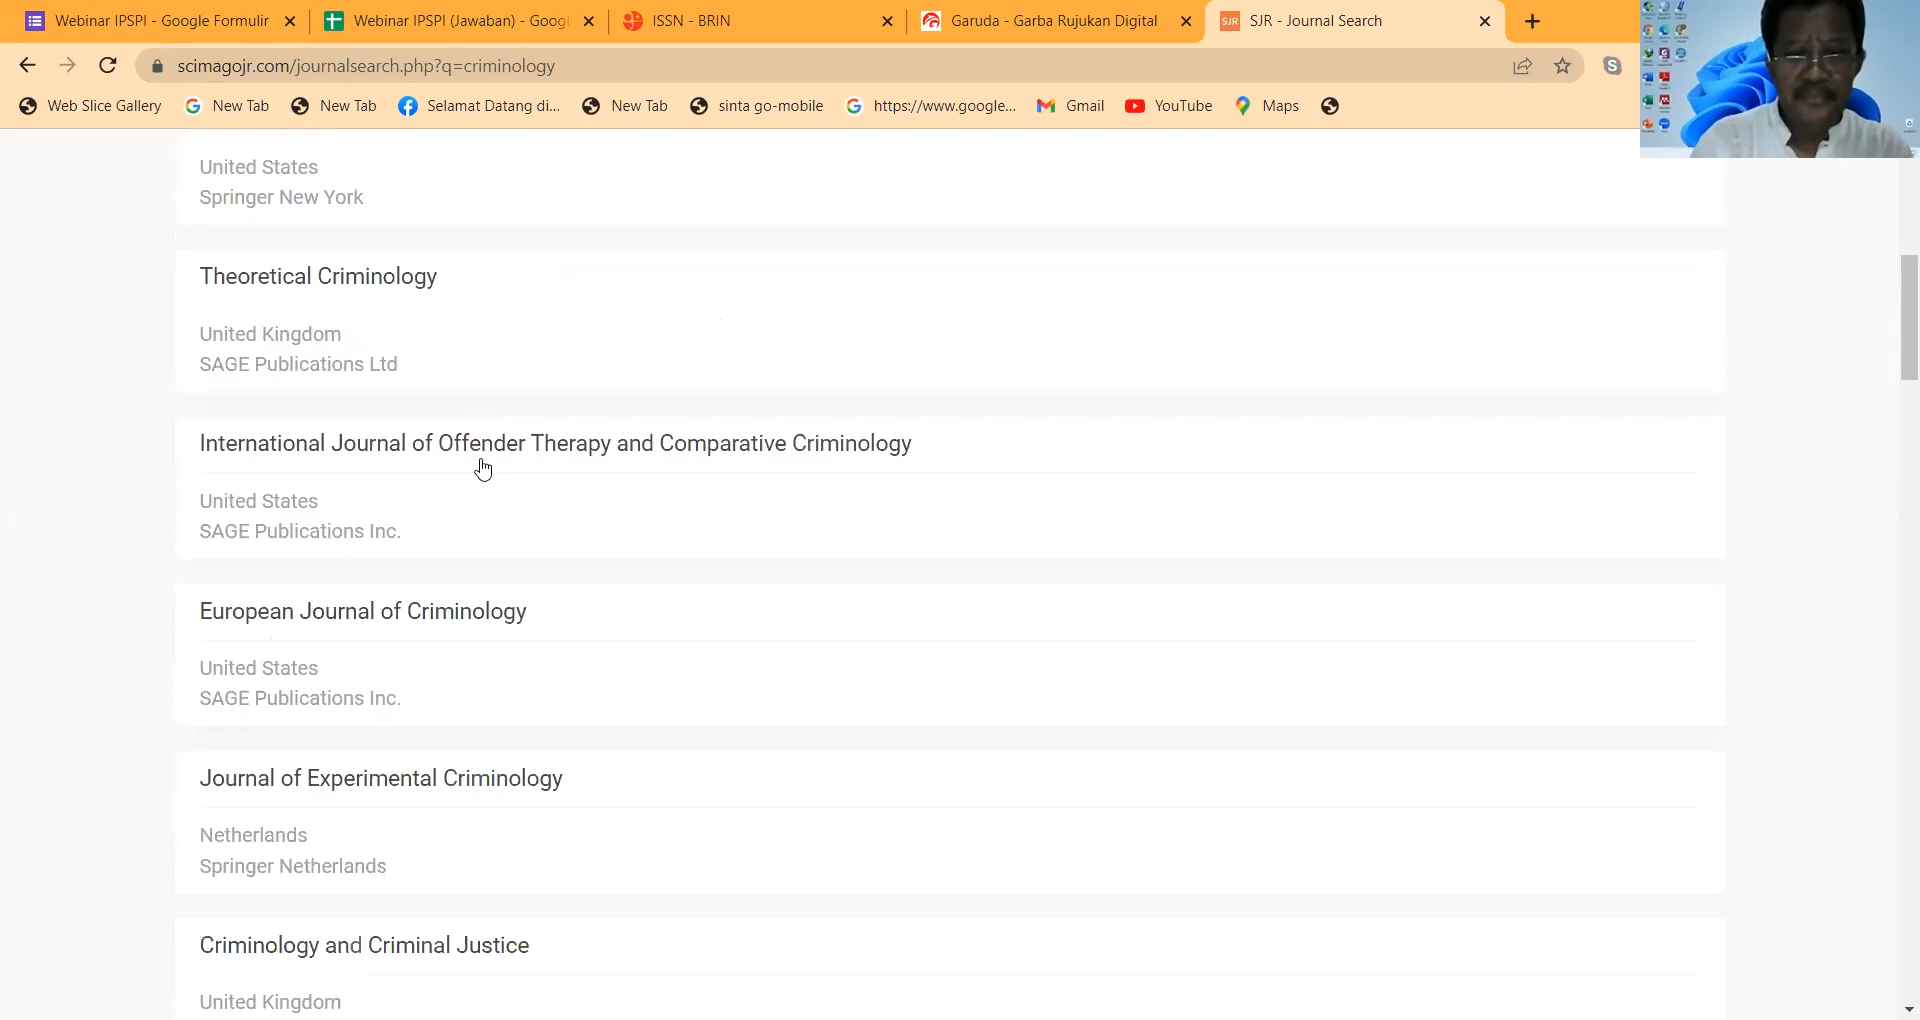 Webinar IPSPI - Google Formulir
Webinar IPSPI (Jawaban) - Goog
ISSN - BRIN
Garuda - Garba Rujukan Digital
SJR SJR - Journal Search
scimagojr.com/journalsearch.php?q=criminology
Web Slice Gallery
New Tab
New Tab
Selamat Datang di...
New Tab
sinta go-mobile
https://www.google...
Gmail
YouTube
Maps
United States
Springer New York
Theoretical Criminology
United Kingdom
SAGE Publications Ltd
International Journal of Offender Therapy and Comparative Criminology
United States
SAGE Publications Inc.
European Journal of Criminology
United States
SAGE Publications Inc.
Journal of Experimental Criminology
Netherlands
Springer Netherlands
Criminology and Criminal Justice
United Kingdom